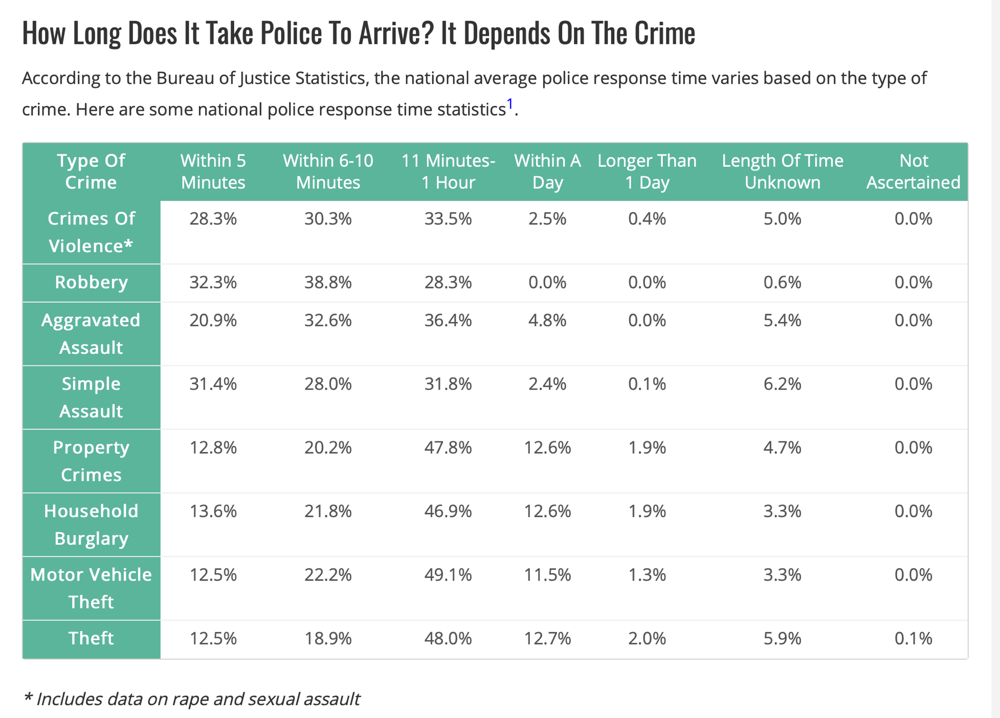 How Long Does It Take Police To Arrive? It Depends On The Crime
According to the Bureau of Justice Statistics, the national average police response time varies based on the type of
crime. Here are some national police response time statistics1.
Type Of Crime Within 5 Minutes Within 6-10 Minutes 11 Minutes-1 Hour Within A Day Longer Than 1 Day Length Of Time Unknown Not Ascertained
Crimes Of Violence* 28.3% 30.3% 33.5% 2.5% 0.4% 5.0% 0.0%
Robbery 32.3% 38.8% 28.3% 0.0% 0.0% 0.6% 0.0%
Aggravated Assault 20.9% 32.6% 36.4% 4.8% 0.0% 5.4% 0.0%
Simple Assault 31.4% 28.0% 31.8% 2.4% 0.1% 6.2% 0.0%
Property Crimes 12.8% 20.2% 47.8% 12.6% 1.9% 4.7% 0.0%
Household Burglary 13.6% 21.8% 46.9% 12.6% 1.9% 3.3% 0.0%
Motor Vehicle Theft 12.5% 22.2% 49.1% 11.5% 1.3% 3.3% 0.0%
Theft 12.5% 18.9% 48.0% 12.7% 2.0% 5.9% 0.1%
* Includes data on rape and sexual assault